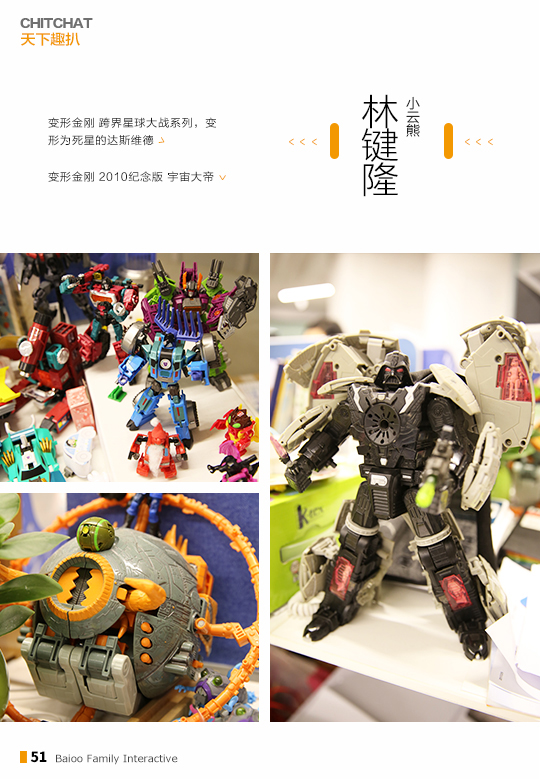 CHITCHAT
天下趣扒
变形金刚 跨界星球大战系列，变
形为死星的达斯维德
变形金刚 2010纪念版 宇宙大帝
小云熊
林键隆
51 Baioo Family Interactive